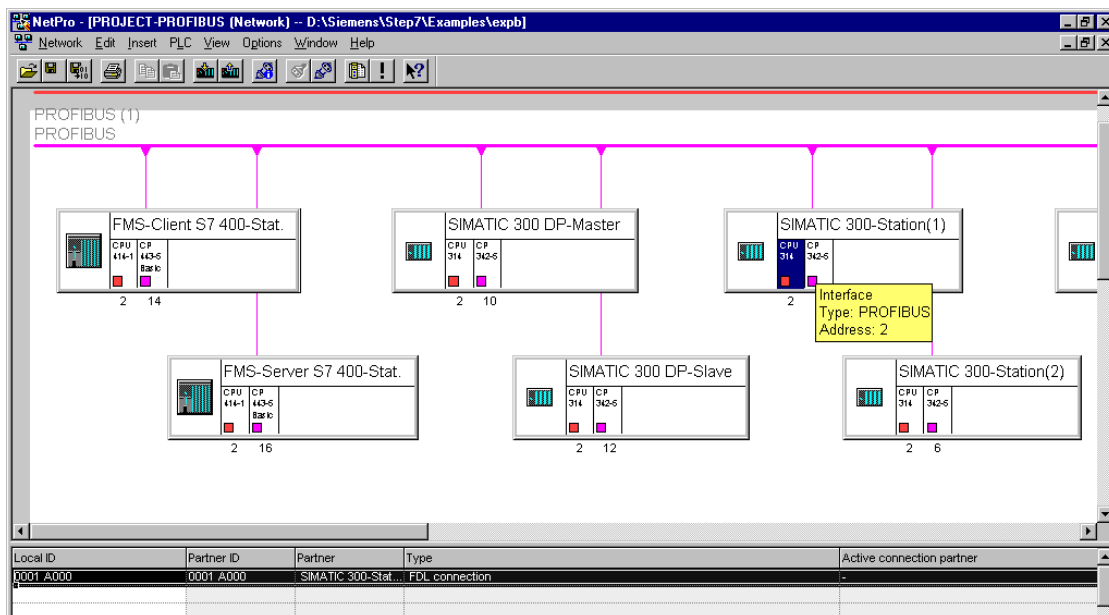 NetPro - [PROJECT-PROFIBUS (Network) -- D:\Siemens\Step7\Examples\expb]
Network Edit Insert PLC View Options Window Help
PROFIBUS (1)
PROFIBUS
FMS-Client S7 400-Stat.
CPU 414-1
CP 443-5 Basic
2 14
SIMATIC 300 DP-Master
CPU 314
CP 342-5
2 10
SIMATIC 300-Station(1)
CPU 314
CP 342-5
2
Interface
Type: PROFIBUS
Address: 2
FMS-Server S7 400-Stat.
CPU 414-1
CP 443-5 Basic
2 16
SIMATIC 300 DP-Slave
CPU 314
CP 342-5
2 12
SIMATIC 300-Station(2)
CPU 314
CP 342-5
2 6
Local ID Partner ID Partner Type Active connection partner
0001 A000 0001 A000 SIMATIC 300-Stat... FDL connection -